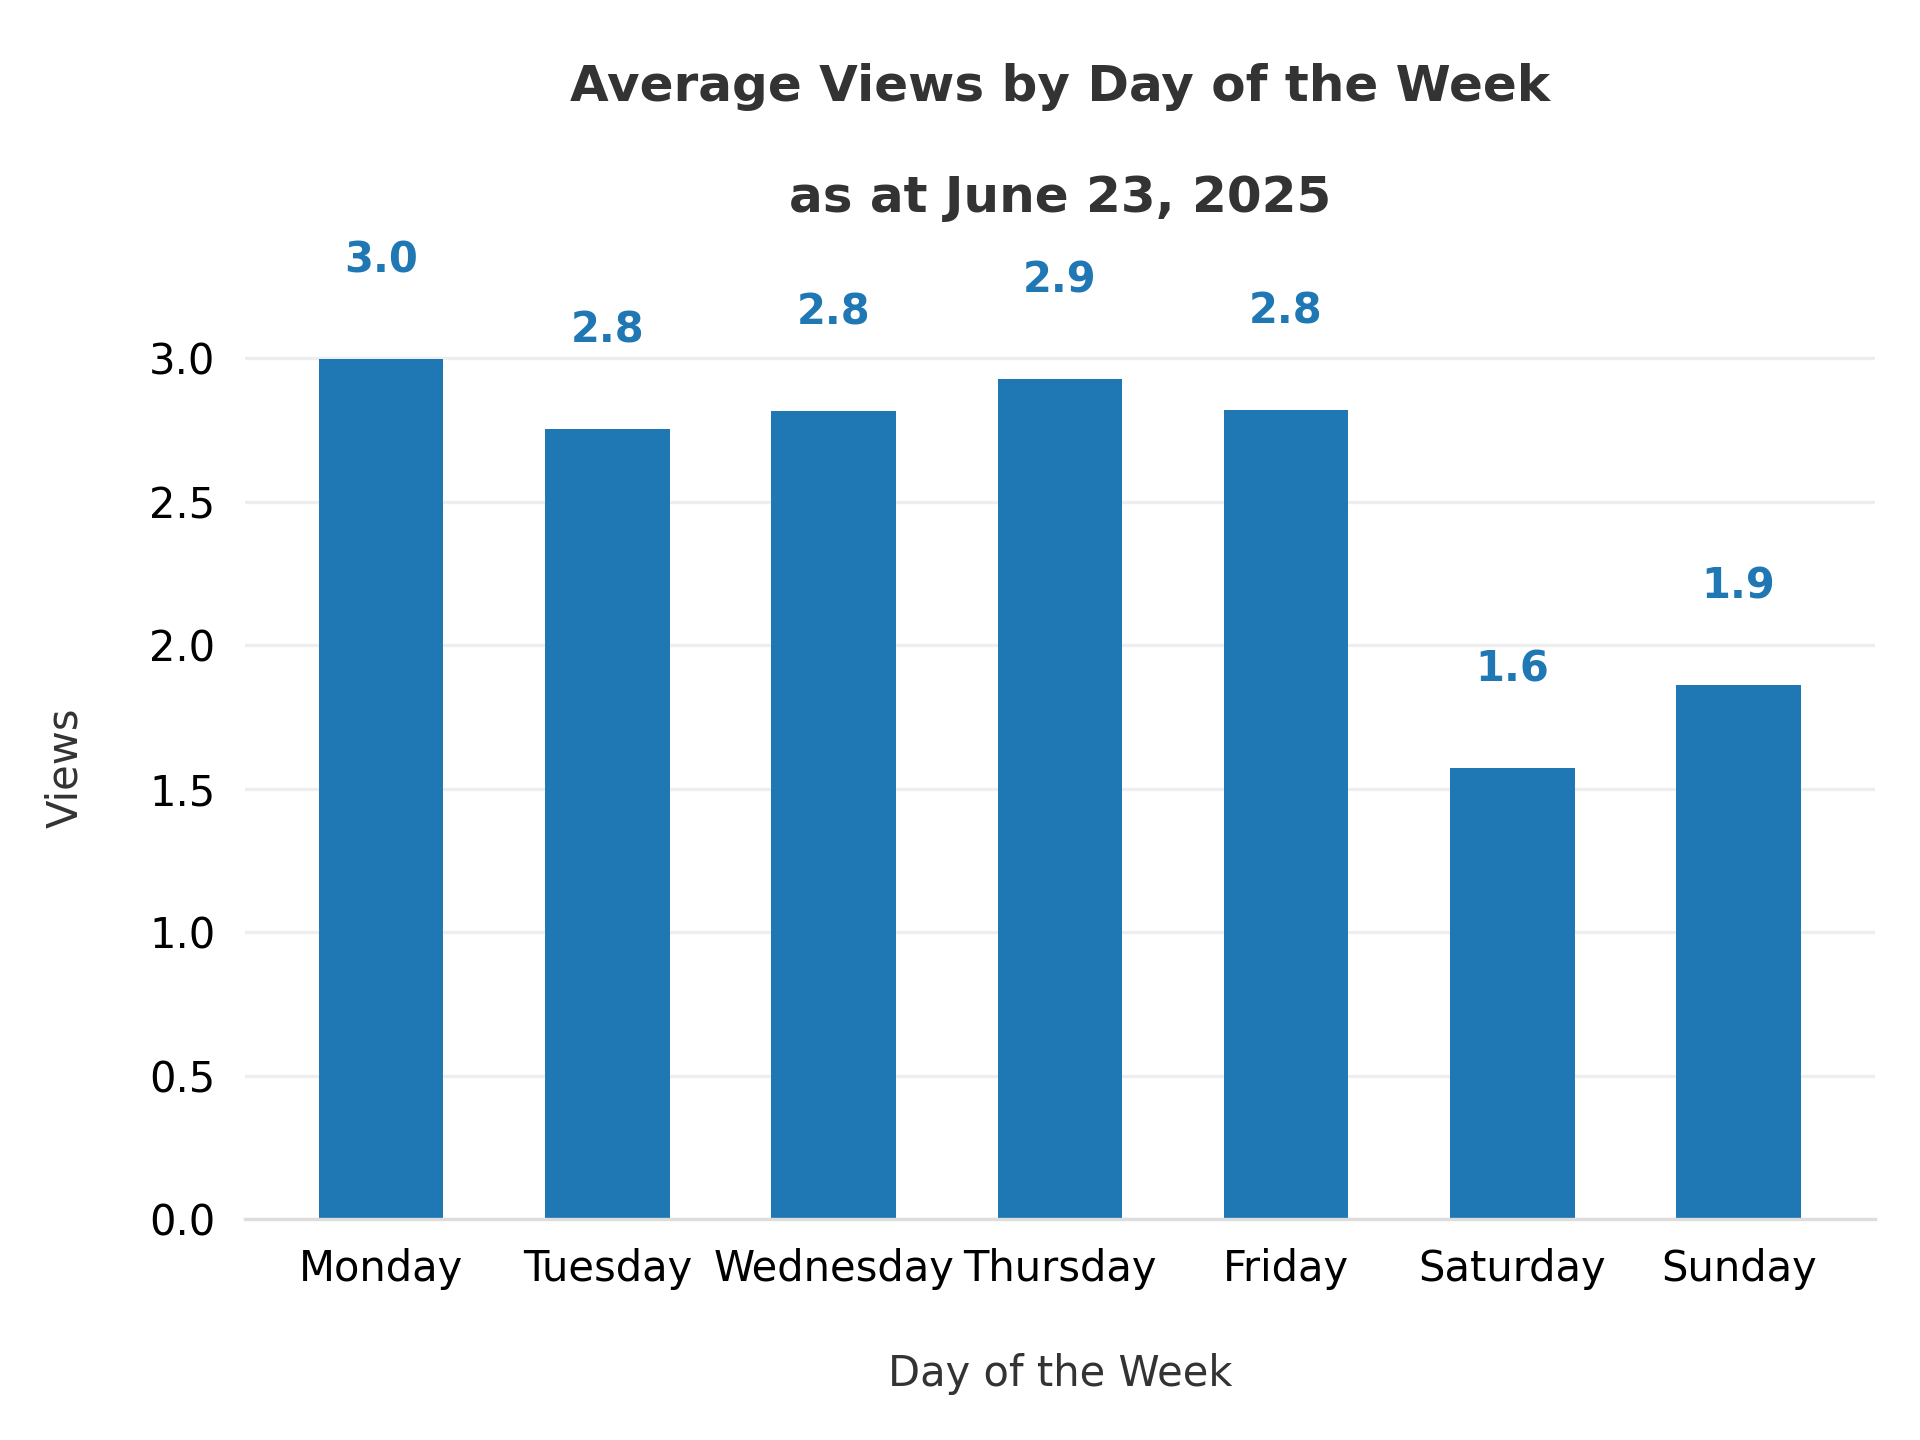 Average Views by Day of the Week
as at June 23, 2025
3.0
2.8
2.8
2.9
2.8
1.6
1.9
3.0
2.5
2.0
1.5
1.0
0.5
0.0
Views
Monday Tuesday Wednesday Thursday Friday Saturday Sunday
Day of the Week